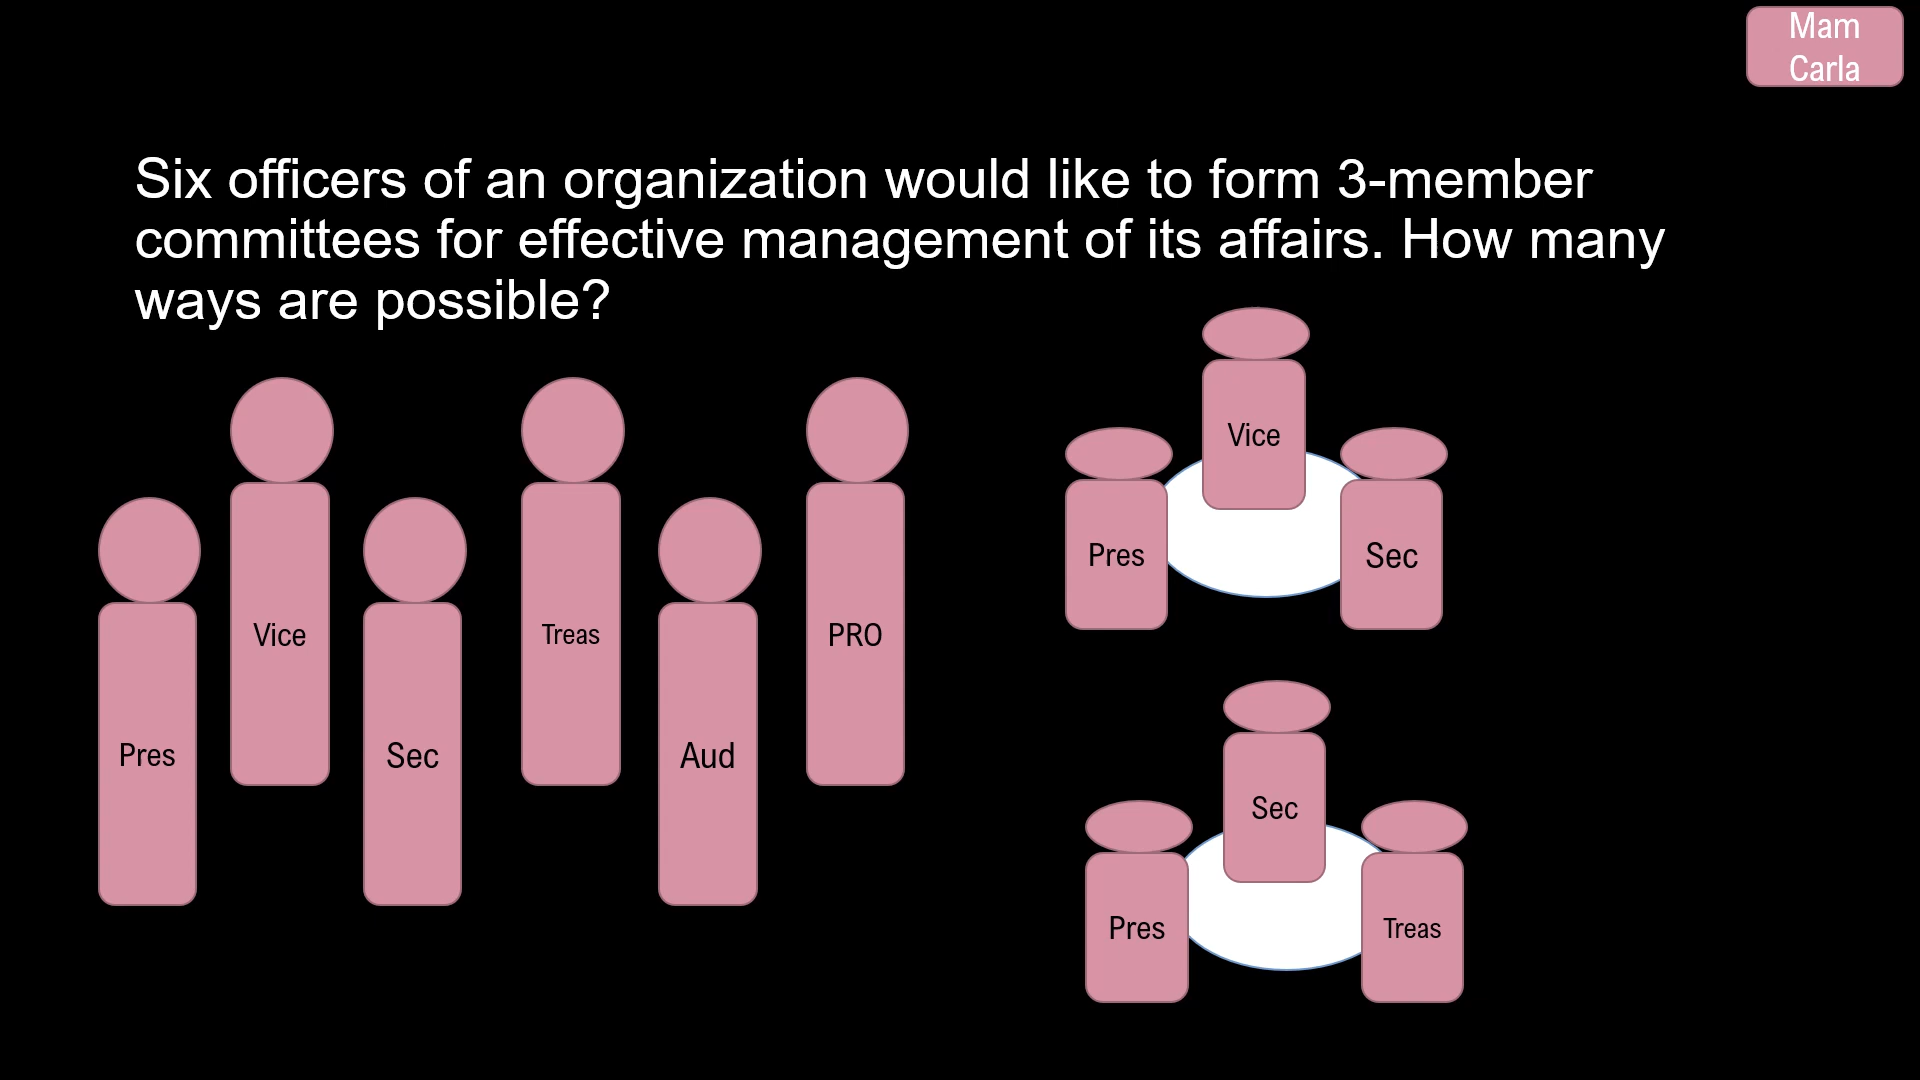 Mam
Carla
Six officers of an organization would like to form 3-member
committees for effective management of its affairs. How many
ways are possible?
Vice
Pres
Sec
Vice
Treas
PRO
Pres
Sec
Aud
Sec
Pres
Treas